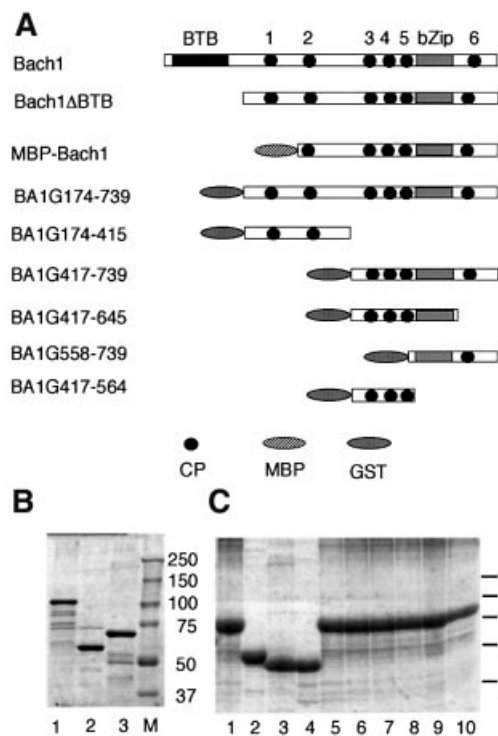 A
BTB 1 2 3 4 5 bZip 6
Bach1
Bach1ΔBTB
MBP-Bach1
BA1G174-739
BA1G174-415
BA1G417-739
BA1G417-645
BA1G558-739
BA1G417-564
CP MBP GST
B
250
150
100
75
50
37
1 2 3 M
C
1 2 3 4 5 6 7 8 9 10